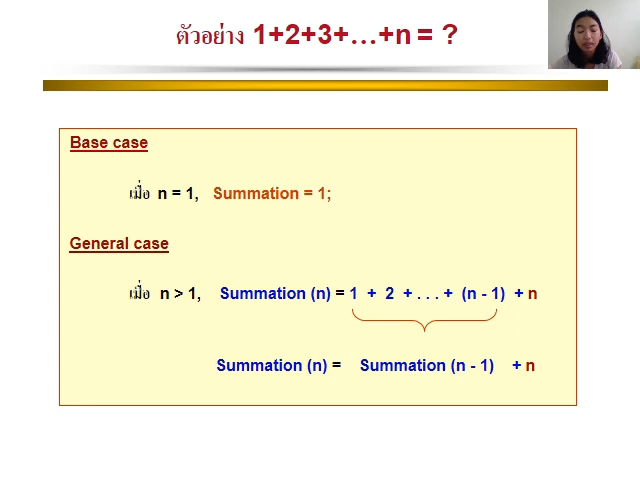 ตัวอย่าง 1+2+3+...+n = ?
Base case
เมื่อ n = 1, Summation = 1;
General case
เมื่อ n > 1, Summation (n) = 1 + 2 + . . . + (n - 1) + n
Summation (n) = Summation (n - 1) + n